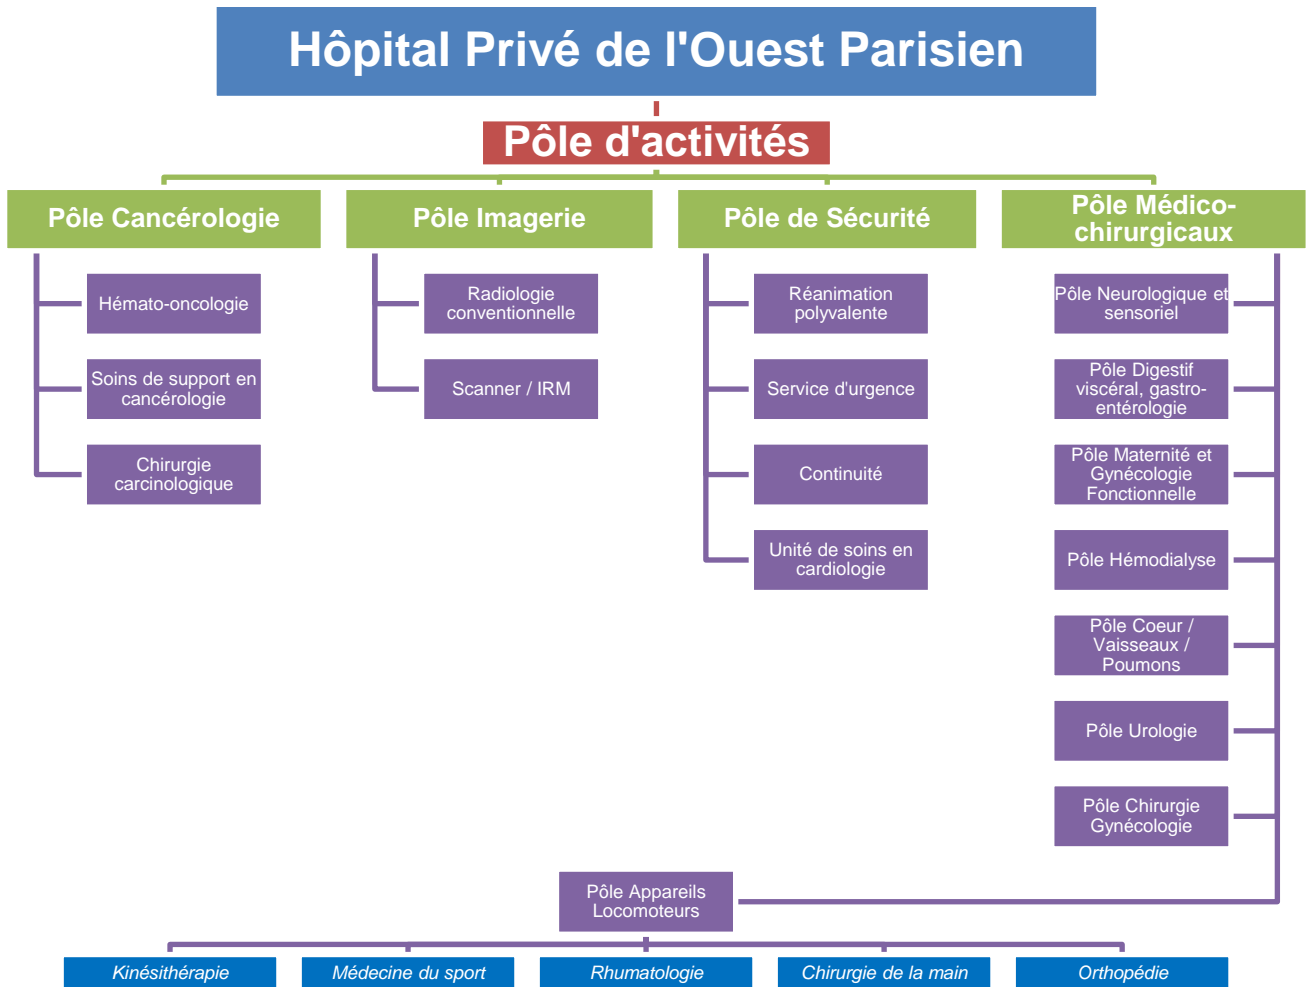 Hôpital Privé de l'Ouest Parisien
Pôle d'activités
Pôle Cancérologie
Pôle Imagerie
Pôle de Sécurité
Pôle Médico-
chirurgicaux
Hémato-oncologie
Soins de support en
cancérologie
Chirurgie
carcinologique
Radiologie
conventionnelle
Scanner / IRM
Réanimation
polyvalente
Service d'urgence
Continuité
Unité de soins en
cardiologie
Pôle Neurologique et
sensoriel
Pôle Digestif
viscéral, gastro-
entérologie
Pôle Maternité et
Gynécologie
Fonctionnelle
Pôle Hémodialyse
Pôle Coeur /
Vaisseaux /
Poumons
Pôle Urologie
Pôle Chirurgie
Gynécologie
Pôle Appareils
Locomoteurs
Kinésithérapie
Médecine du sport
Rhumatologie
Chirurgie de la main
Orthopédie